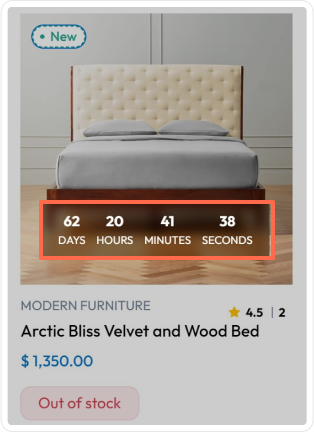 • New
62 20 41 38
DAYS HOURS MINUTES SECONDS
MODERN FURNITURE
4.5 | 2
Arctic Bliss Velvet and Wood Bed
$ 1,350.00
Out of stock